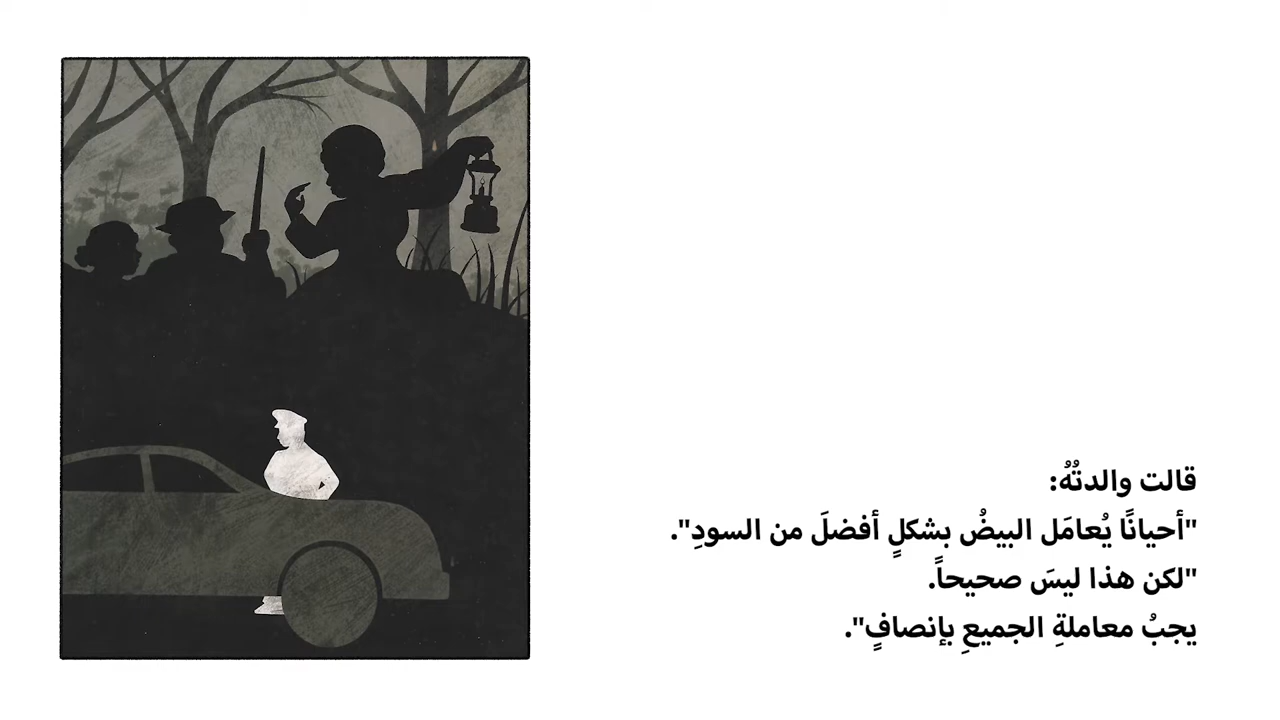 قالت والدتُهُ:
"أحيانًا يُعامَل البيضُ بشكلٍ أفضلَ من السودِ".
"لكن هذا ليسَ صحيحاً.
يجبُ معاملةِ الجميعِ بإنصافٍ".